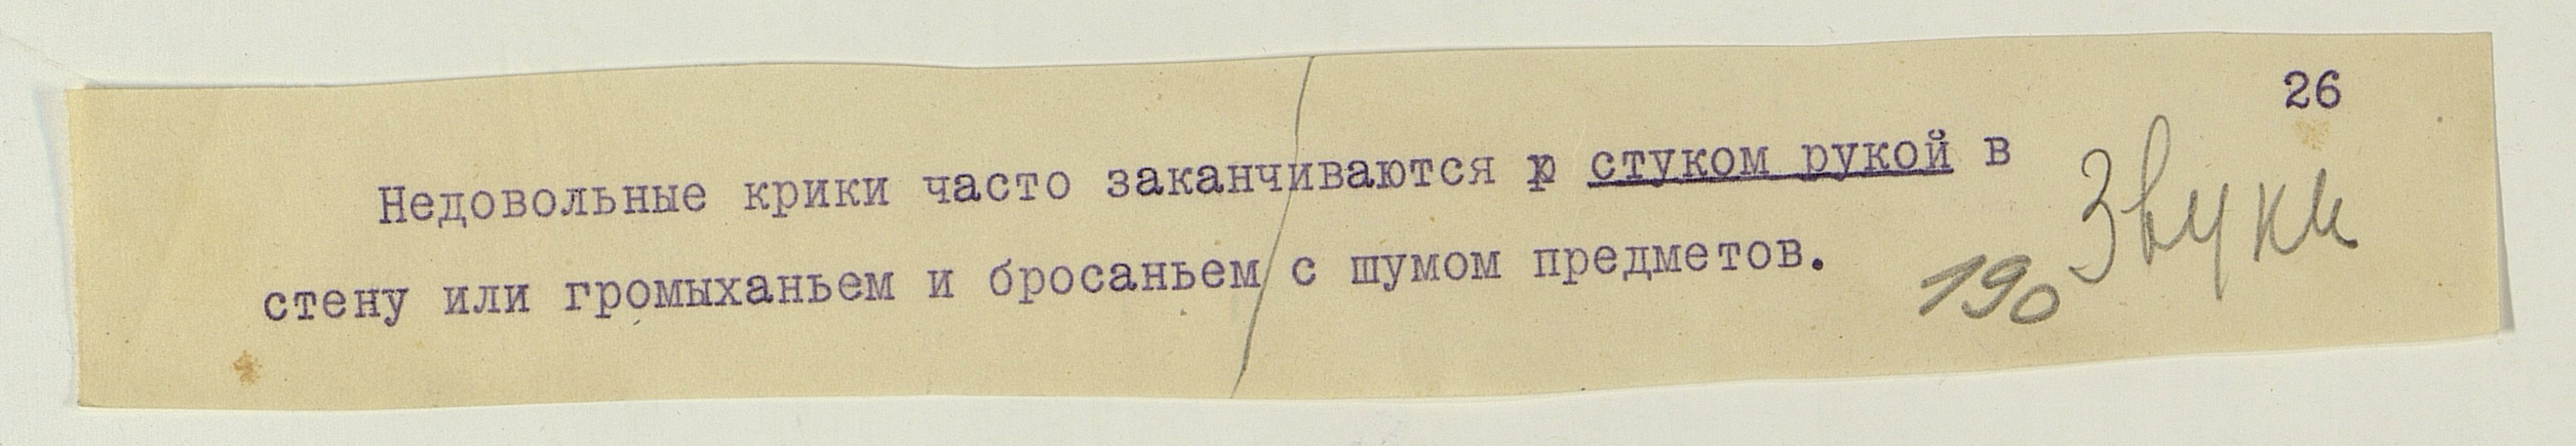 26
Недовольные крики часто заканчиваются стуком рукой в
стену или громыханьем и бросаньем с шумом предметов.
Звуки
190